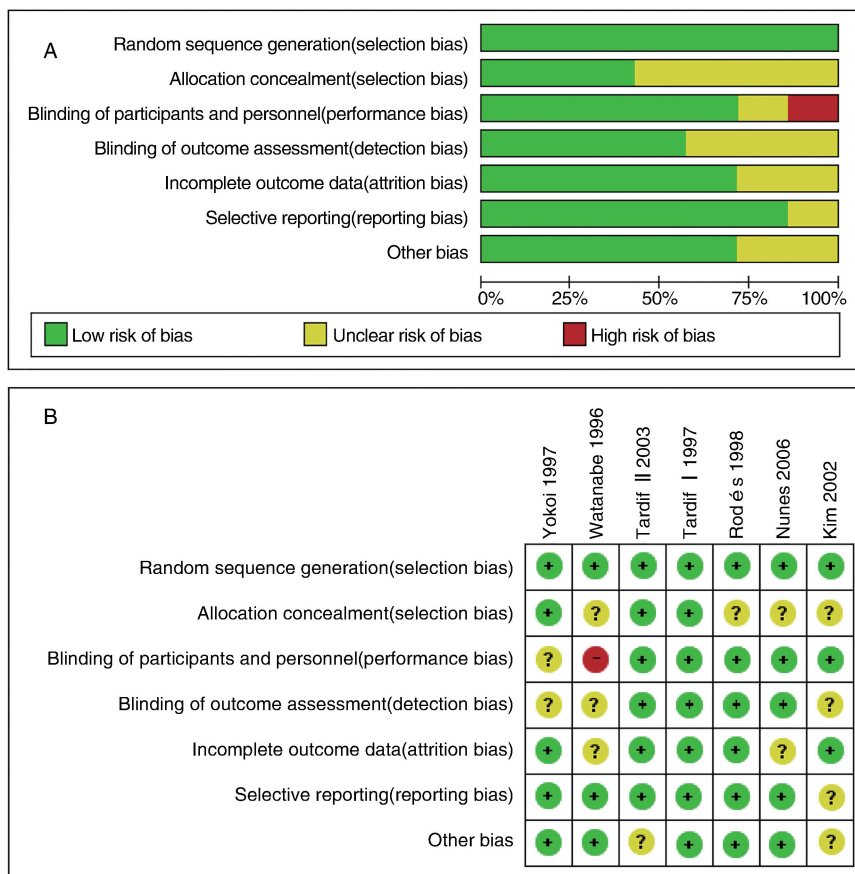 A
Random sequence generation(selection bias)
Allocation concealment(selection bias)
Blinding of participants and personnel(performance bias)
Blinding of outcome assessment(detection bias)
Incomplete outcome data(attrition bias)
Selective reporting(reporting bias)
Other bias
0% 25% 50% 75% 100%
Low risk of bias Unclear risk of bias High risk of bias
B
Yokoi 1997
Watanabe 1996
Tardif II 2003
Tardif I 1997
Rodés 1998
Nunes 2006
Kim 2002
Random sequence generation(selection bias) + + + + + + +
Allocation concealment(selection bias) + ? + + ? ? ?
Blinding of participants and personnel(performance bias) ? - + + + + +
Blinding of outcome assessment(detection bias) ? ? + + + + ?
Incomplete outcome data(attrition bias) + ? + + + ? +
Selective reporting(reporting bias) + + + + + + ?
Other bias + + ? + + + ?